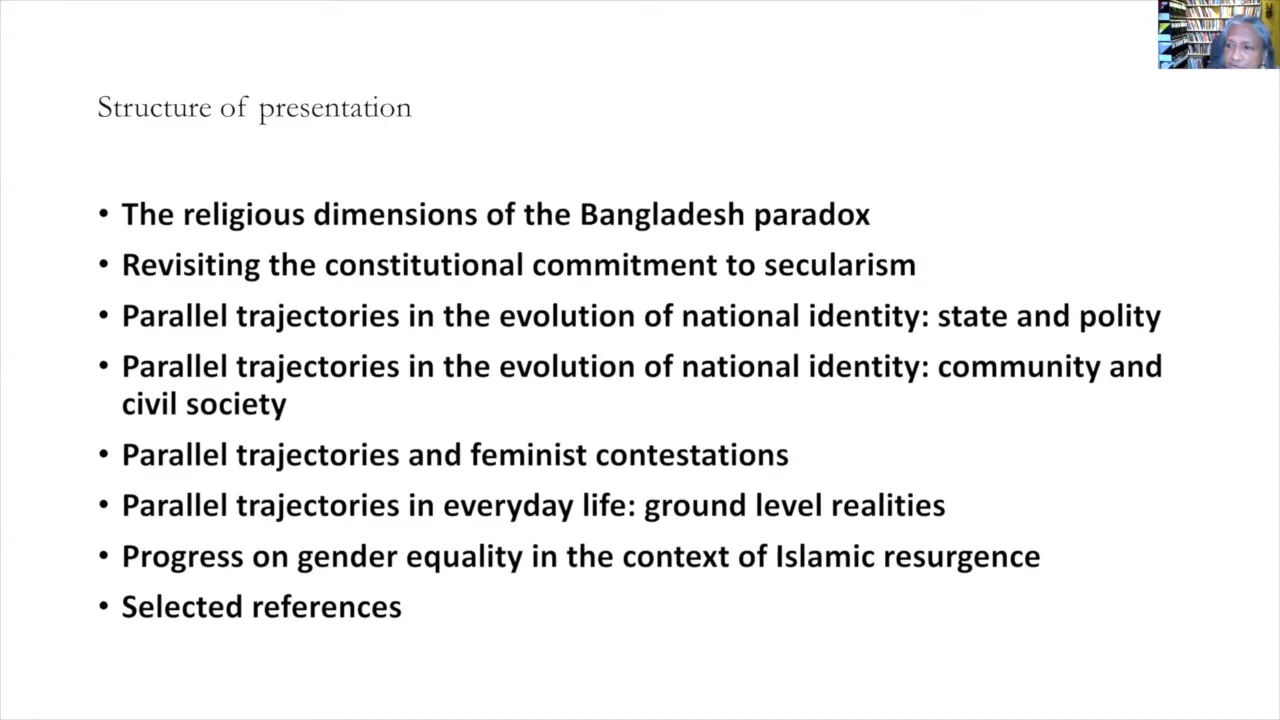 Structure of presentation
• The religious dimensions of the Bangladesh paradox
• Revisiting the constitutional commitment to secularism
• Parallel trajectories in the evolution of national identity: state and polity
• Parallel trajectories in the evolution of national identity: community and
civil society
• Parallel trajectories and feminist contestations
• Parallel trajectories in everyday life: ground level realities
• Progress on gender equality in the context of Islamic resurgence
• Selected references